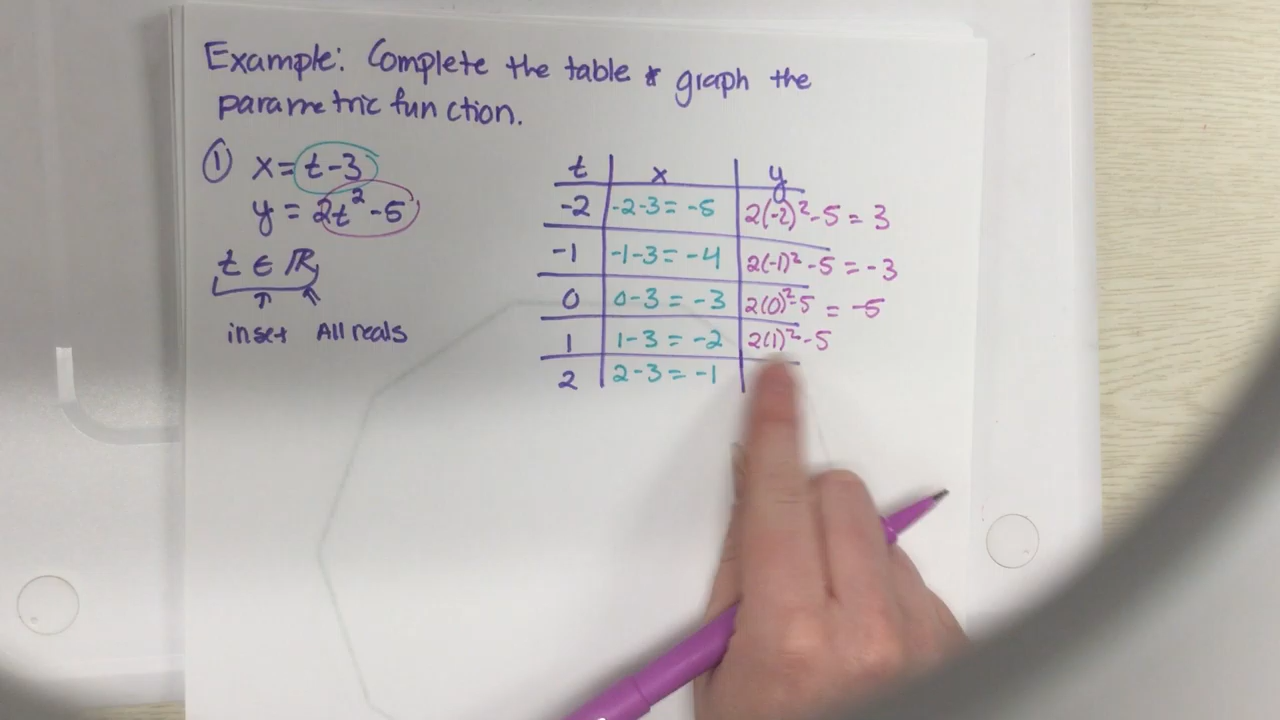 Example: Complete the table & graph the
parametric function.
① x = t - 3
y = 2t² - 5
t ∈ ℝ
↑ ↑
in set All reals
t x y
-2 -2-3 = -5 2(-2)² - 5 = 3
-1 -1-3 = -4 2(-1)² - 5 = -3
0 0-3 = -3 2(0)² - 5 = -5
1 1-3 = -2 2(1)² - 5
2 2-3 = -1